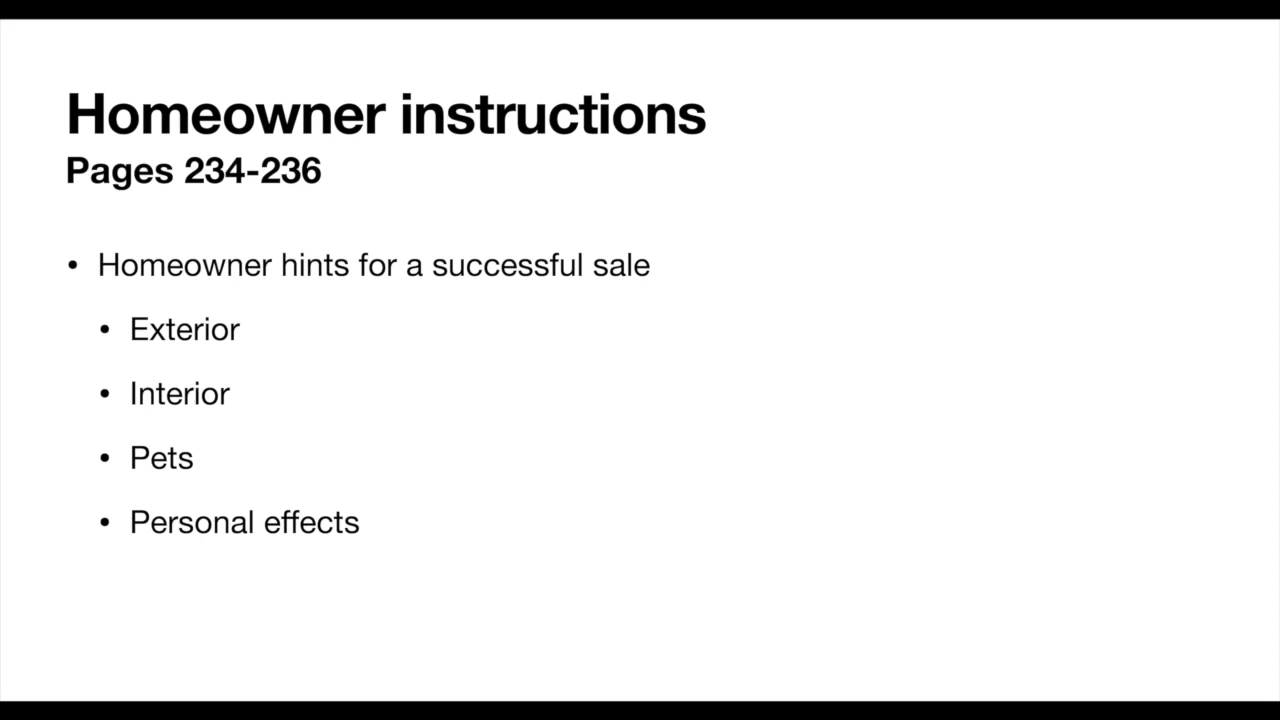 Homeowner instructions
Pages 234-236
• Homeowner hints for a successful sale
• Exterior
• Interior
• Pets
• Personal effects